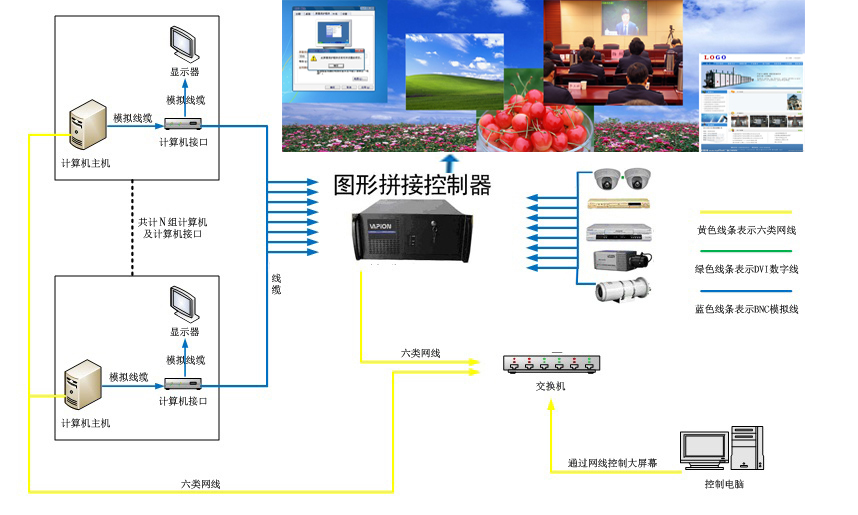 LOGO
显示器
模拟线缆
模拟线缆
计算机接口
计算机主机
共计N组计算机
及计算机接口
显示器
模拟线缆
模拟线缆
计算机接口
计算机主机
线
缆
图形拼接控制器
VAPION
黄色线条表示六类网线
绿色线条表示DVI数字线
蓝色线条表示BNC模拟线
六类网线
交换机
通过网线控制大屏幕
控制电脑
六类网线